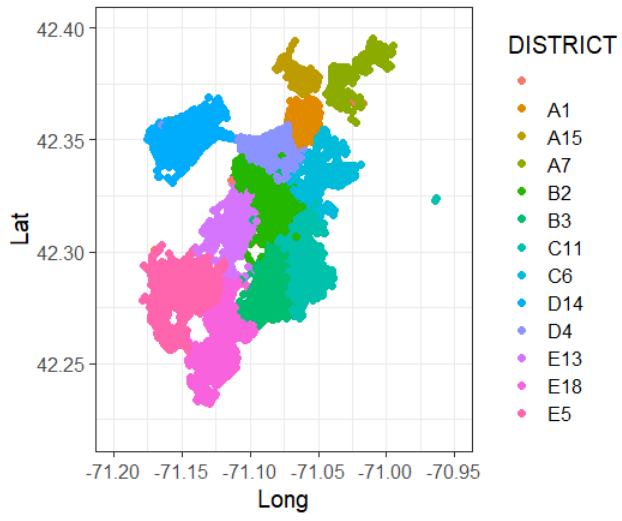 42.40
42.35
42.30
42.25
Lat
-71.20 -71.15 -71.10 -71.05 -71.00 -70.95
Long
DISTRICT
A1
A15
A7
B2
B3
C11
C6
D14
D4
E13
E18
E5